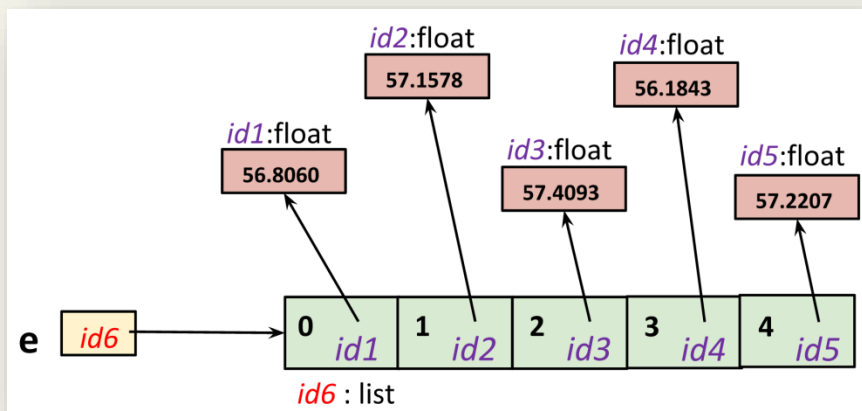 id2:float
57.1578
id4:float
56.1843
id1:float
56.8060
id3:float
57.4093
id5:float
57.2207
e id6
0 id1
1 id2
2 id3
3 id4
4 id5
id6 : list